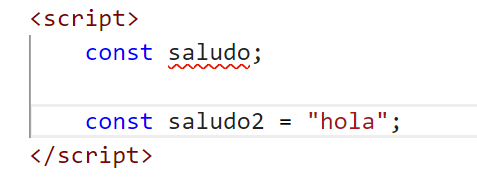 <script>
const saludo;
const saludo2 = "hola";
</script>